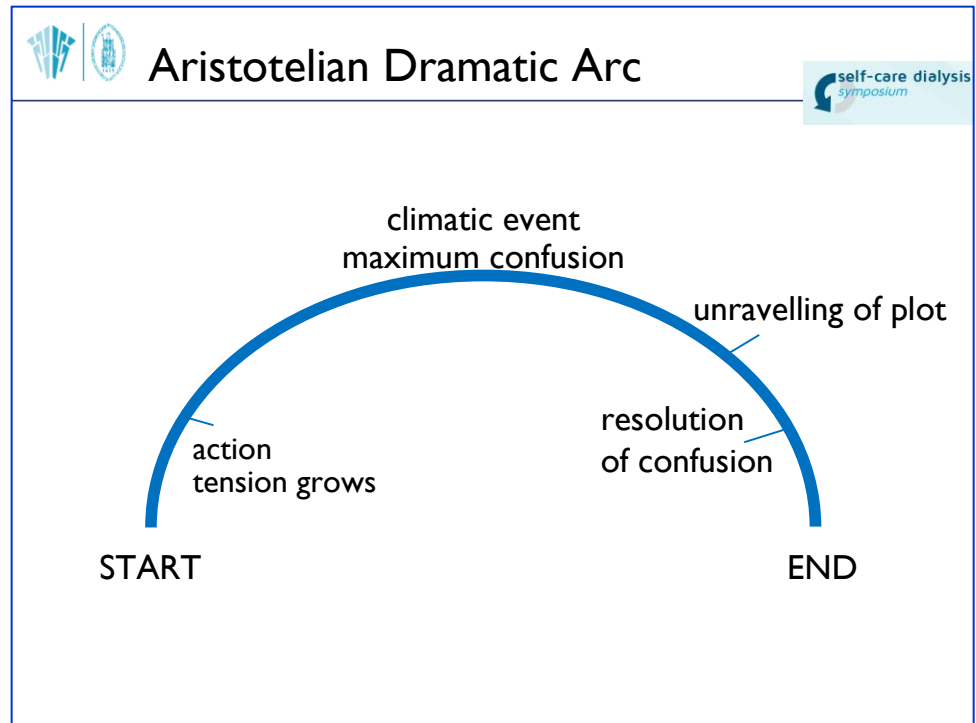 Aristotelian Dramatic Arc
self-care dialysis
symposium
climatic event
maximum confusion
unravelling of plot
resolution
of confusion
action
tension grows
START
END